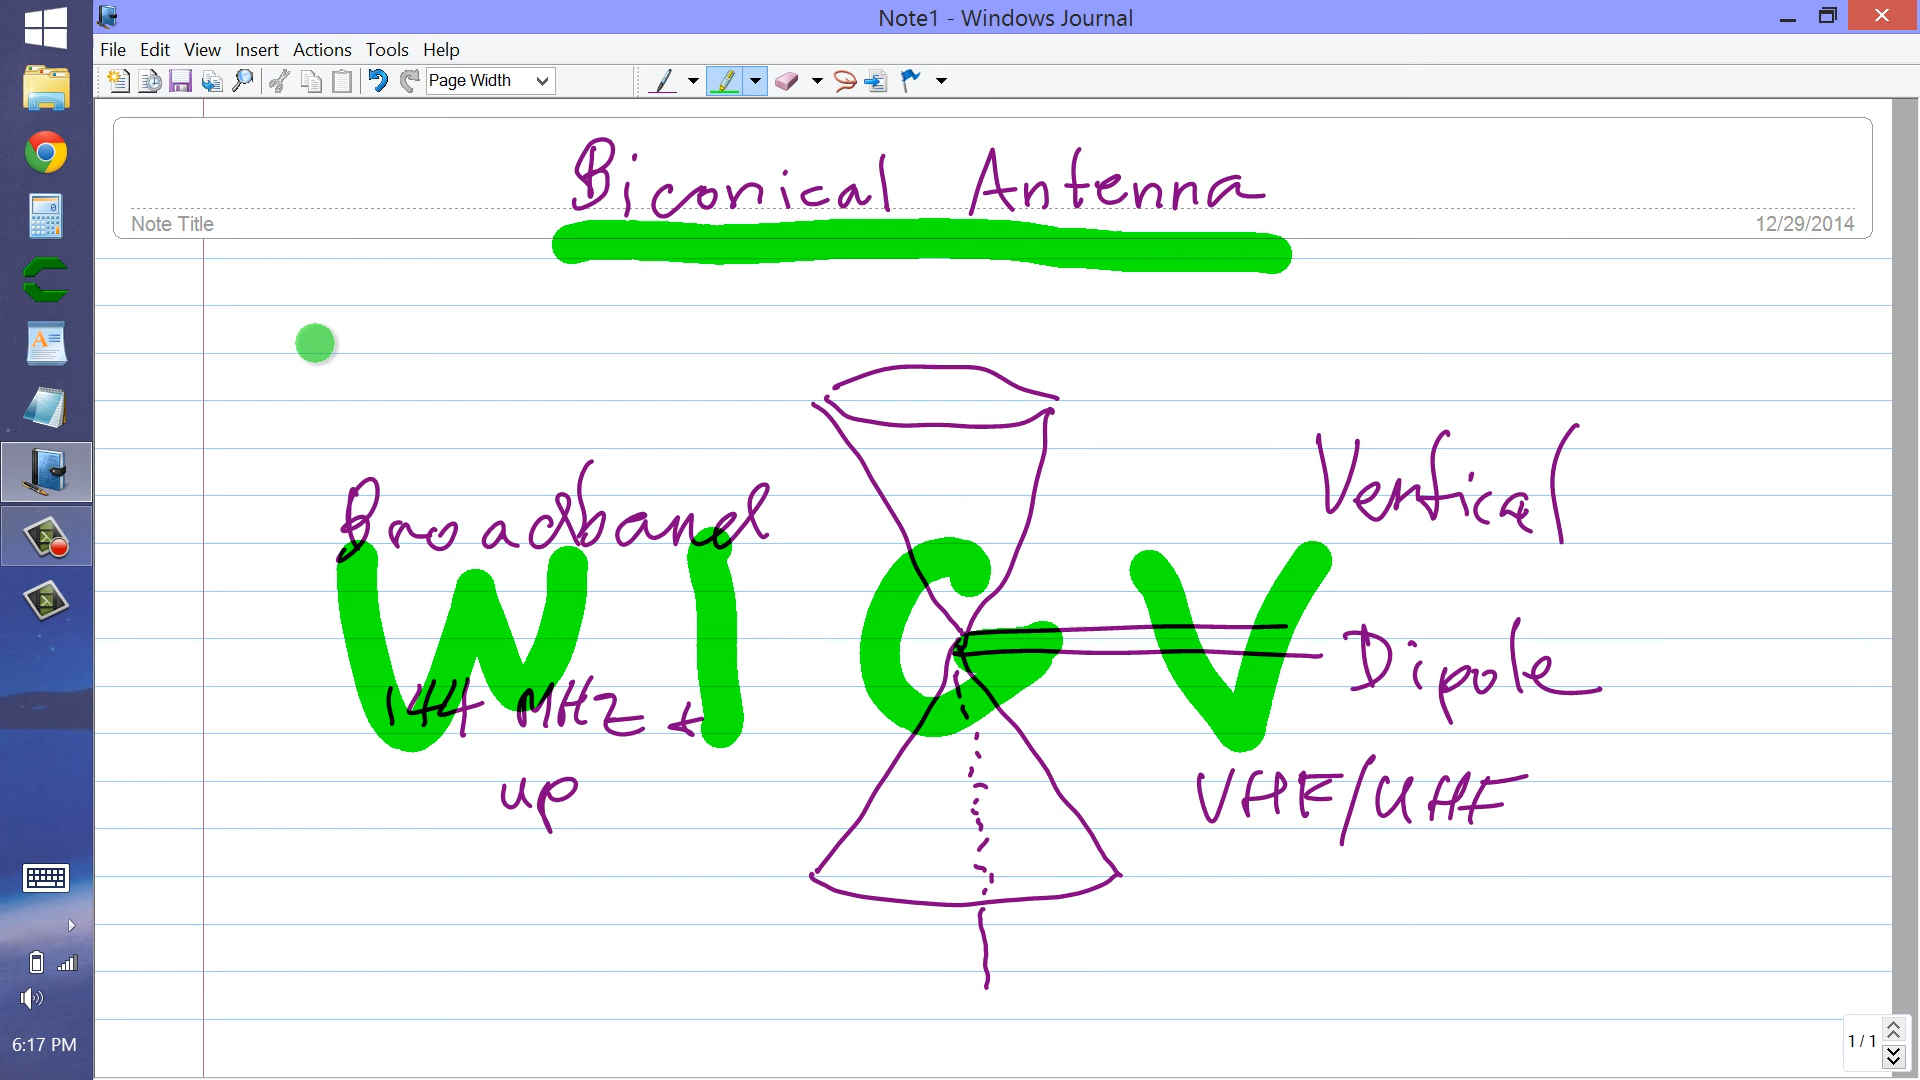 Note1 - Windows Journal
File Edit View Insert Actions Tools Help
Page Width
Biconical Antenna
Note Title
12/29/2014
Vertical
Broadband
W1GV
Dipole
144 MHz +
up
VHF/UHF
6:17 PM
1/1